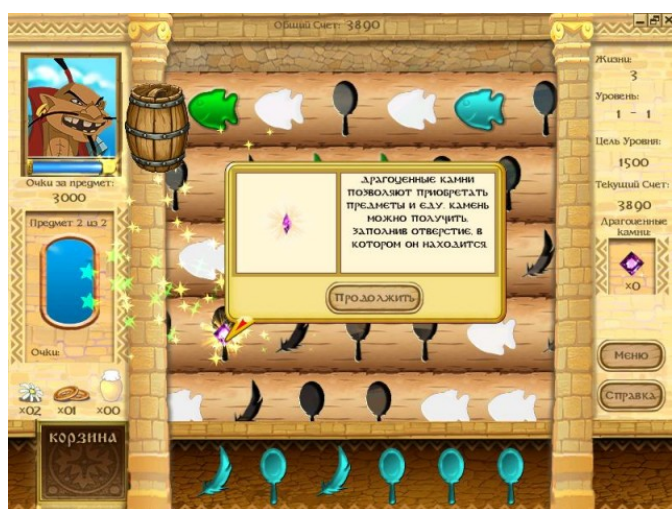 Общий Счет: 3890
Очки за предмет:
3000
Предмет 2 из 2
Очки:
x02 x01 x00
КОРЗИНА
ДРАГОЦЕННЫЕ КАМНИ
ПОЗВОЛЯЮТ ПРИОБРЕТАТЬ
ПРЕДМЕТЫ И ЕДУ. КАМЕНЬ
МОЖНО ПОЛУЧИТЬ,
ЗАПОЛНИВ ОТВЕРСТИЕ, В
КОТОРОМ ОН НАХОДИТСЯ
Продолжить
Жизни:
3
Уровень:
1 - 1
Цель Уровня:
1500
Текущий Счет:
3890
Драгоценные
камни:
x0
Меню
Справка